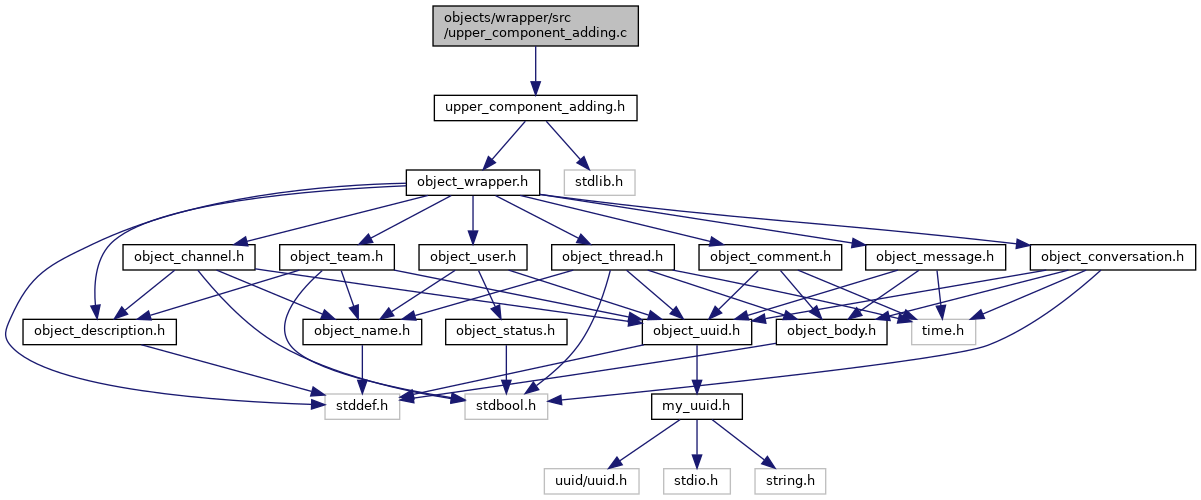 objects/wrapper/src
/upper_component_adding.c
upper_component_adding.h
object_wrapper.h
stdlib.h
object_channel.h
object_team.h
object_user.h
object_thread.h
object_comment.h
object_message.h
object_conversation.h
object_description.h
object_name.h
object_status.h
object_uuid.h
object_body.h
time.h
stddef.h
stdbool.h
my_uuid.h
uuid/uuid.h
stdio.h
string.h